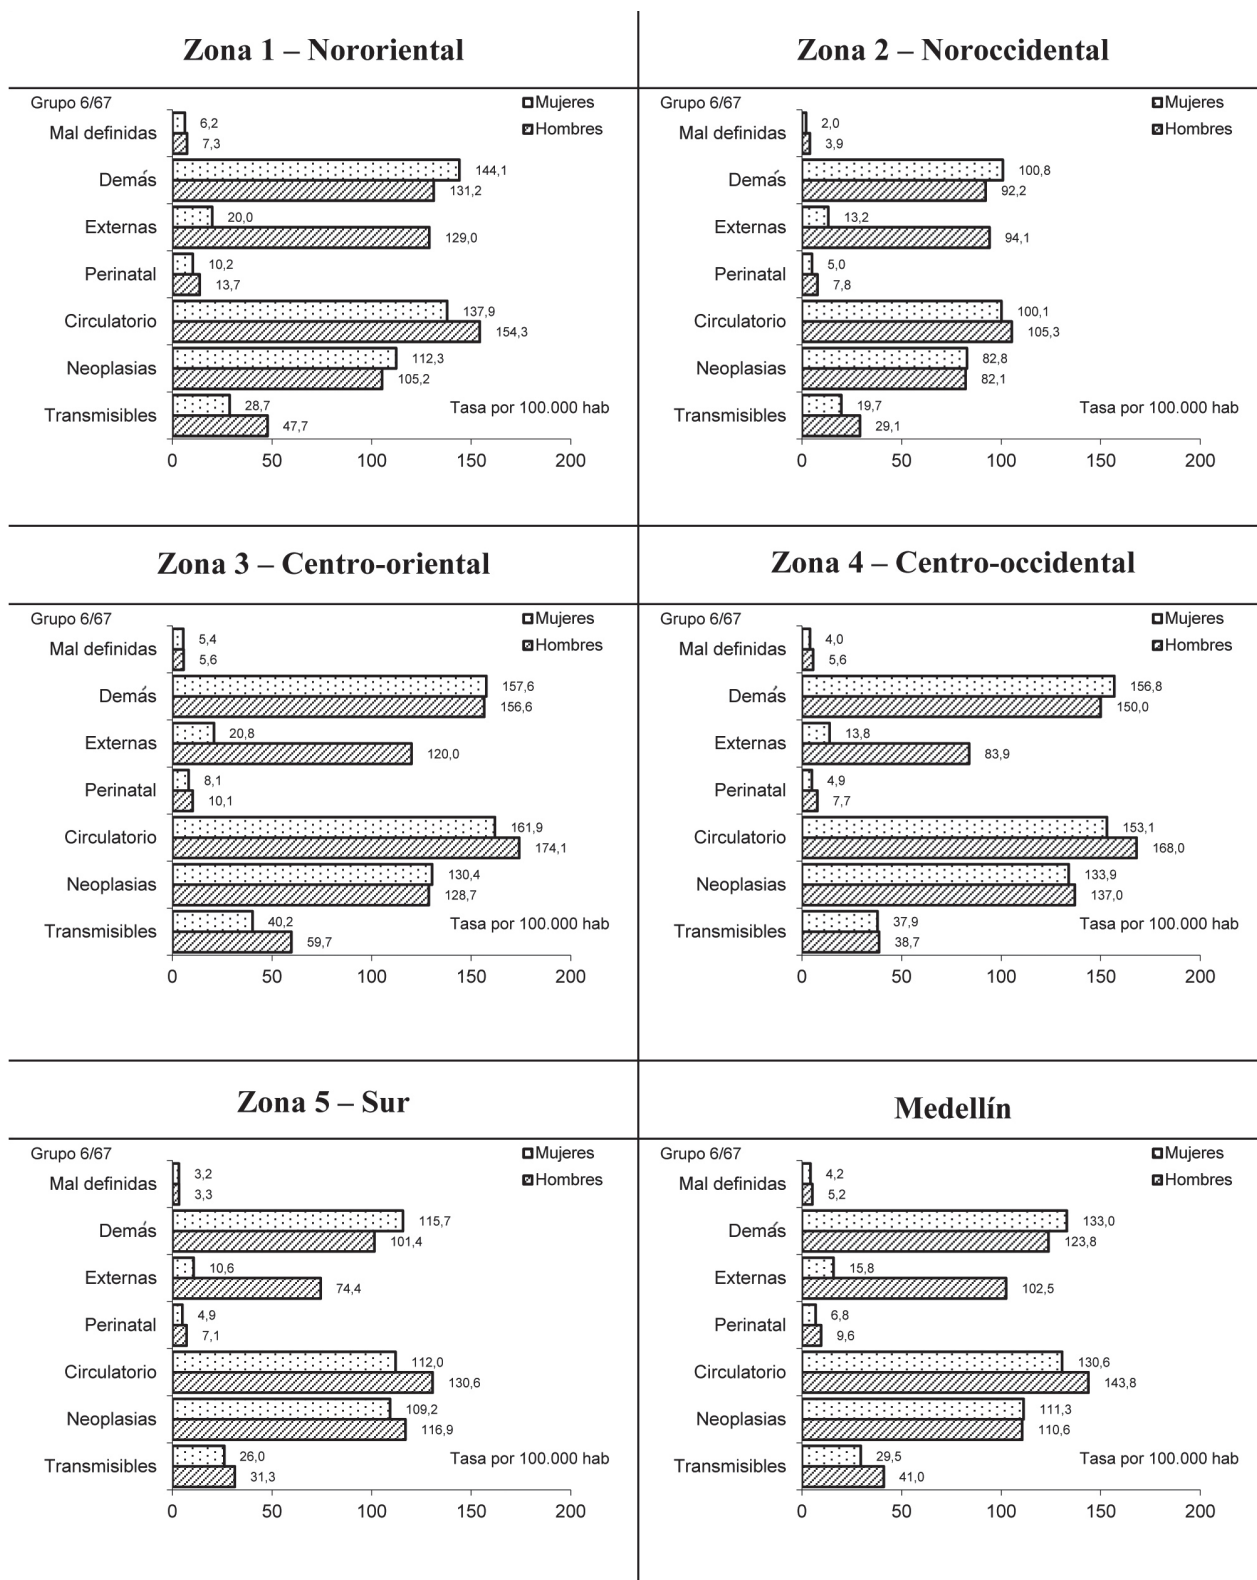 Zona 1 – Nororiental
Grupo 6/67
Mujeres
Hombres
Mal definidas
6,2
7,3
Demás
144,1
131,2
Externas
20,0
129,0
Perinatal
10,2
13,7
Circulatorio
137,9
154,3
Neoplasias
112,3
105,2
Transmisibles
28,7
47,7
Tasa por 100.000 hab
0 50 100 150 200
Zona 2 – Noroccidental
Grupo 6/67
Mujeres
Hombres
Mal definidas
2,0
3,9
Demás
100,8
92,2
Externas
13,2
94,1
Perinatal
5,0
7,8
Circulatorio
100,1
105,3
Neoplasias
82,8
82,1
Transmisibles
19,7
29,1
Tasa por 100.000 hab
0 50 100 150 200
Zona 3 – Centro-oriental
Grupo 6/67
Mujeres
Hombres
Mal definidas
5,4
5,6
Demás
157,6
156,6
Externas
20,8
120,0
Perinatal
8,1
10,1
Circulatorio
161,9
174,1
Neoplasias
130,4
128,7
Transmisibles
40,2
59,7
Tasa por 100.000 hab
0 50 100 150 200
Zona 4 – Centro-occidental
Grupo 6/67
Mujeres
Hombres
Mal definidas
4,0
5,6
Demás
156,8
150,0
Externas
13,8
83,9
Perinatal
4,9
7,7
Circulatorio
153,1
168,0
Neoplasias
133,9
137,0
Transmisibles
37,9
38,7
Tasa por 100.000 hab
0 50 100 150 200
Zona 5 – Sur
Grupo 6/67
Mujeres
Hombres
Mal definidas
3,2
3,3
Demás
115,7
101,4
Externas
10,6
74,4
Perinatal
4,9
7,1
Circulatorio
112,0
130,6
Neoplasias
109,2
116,9
Transmisibles
26,0
31,3
Tasa por 100.000 hab
0 50 100 150 200
Medellín
Grupo 6/67
Mujeres
Hombres
Mal definidas
4,2
5,2
Demás
133,0
123,8
Externas
15,8
102,5
Perinatal
6,8
9,6
Circulatorio
130,6
143,8
Neoplasias
111,3
110,6
Transmisibles
29,5
41,0
Tasa por 100.000 hab
0 50 100 150 200